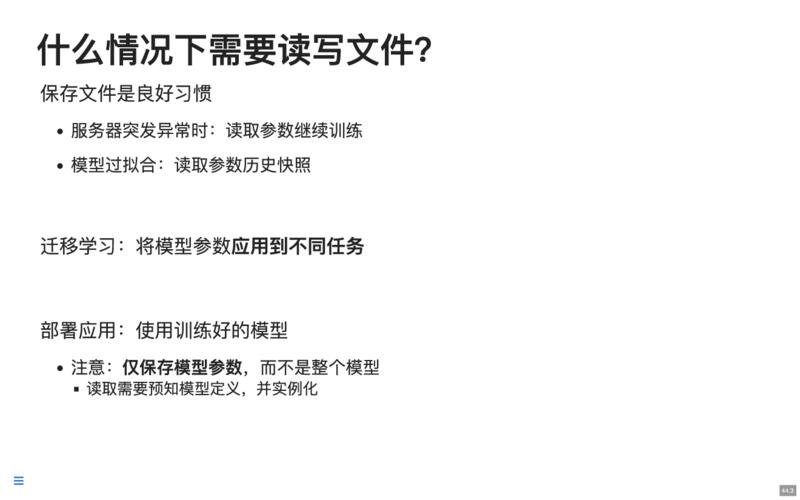 什么情况下需要读写文件?
保存文件是良好习惯
• 服务器突发异常时：读取参数继续训练
• 模型过拟合：读取参数历史快照
迁移学习：将模型参数应用到不同任务
部署应用：使用训练好的模型
• 注意：仅保存模型参数，而不是整个模型
▪ 读取需要预知模型定义，并实例化
44.3